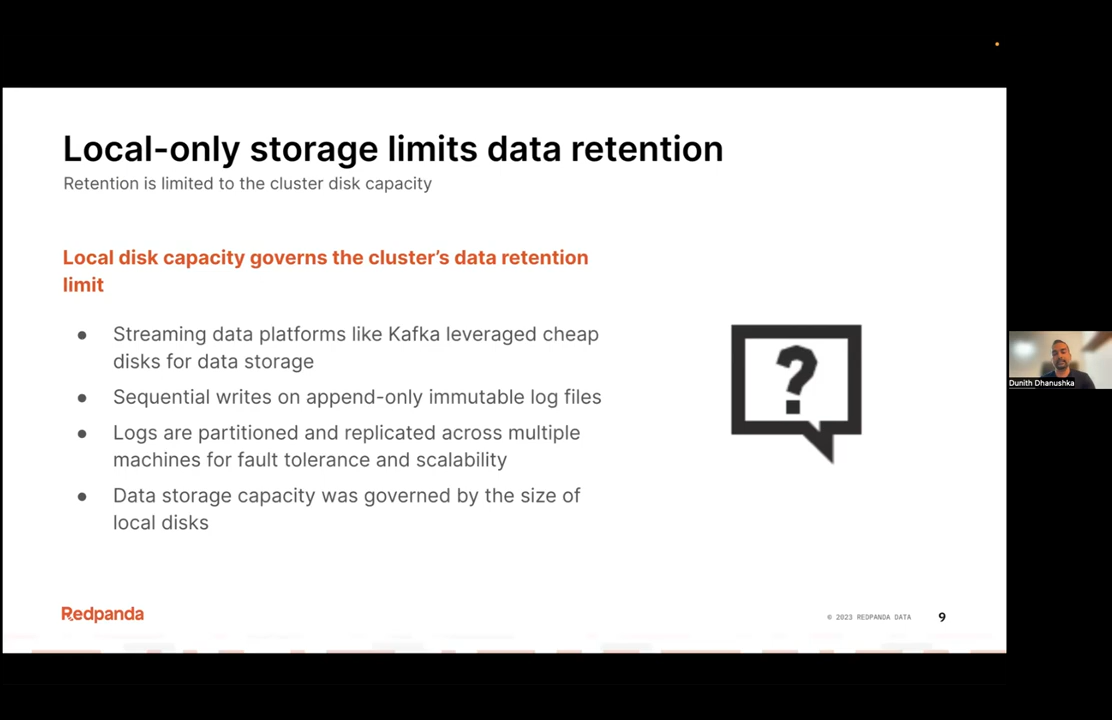 Local-only storage limits data retention
Retention is limited to the cluster disk capacity
Local disk capacity governs the cluster's data retention
limit
● Streaming data platforms like Kafka leveraged cheap
disks for data storage
● Sequential writes on append-only immutable log files
● Logs are partitioned and replicated across multiple
machines for fault tolerance and scalability
● Data storage capacity was governed by the size of
local disks
?
Redpanda
© 2023 REDPANDA DATA
9
Dunith Dhanushka